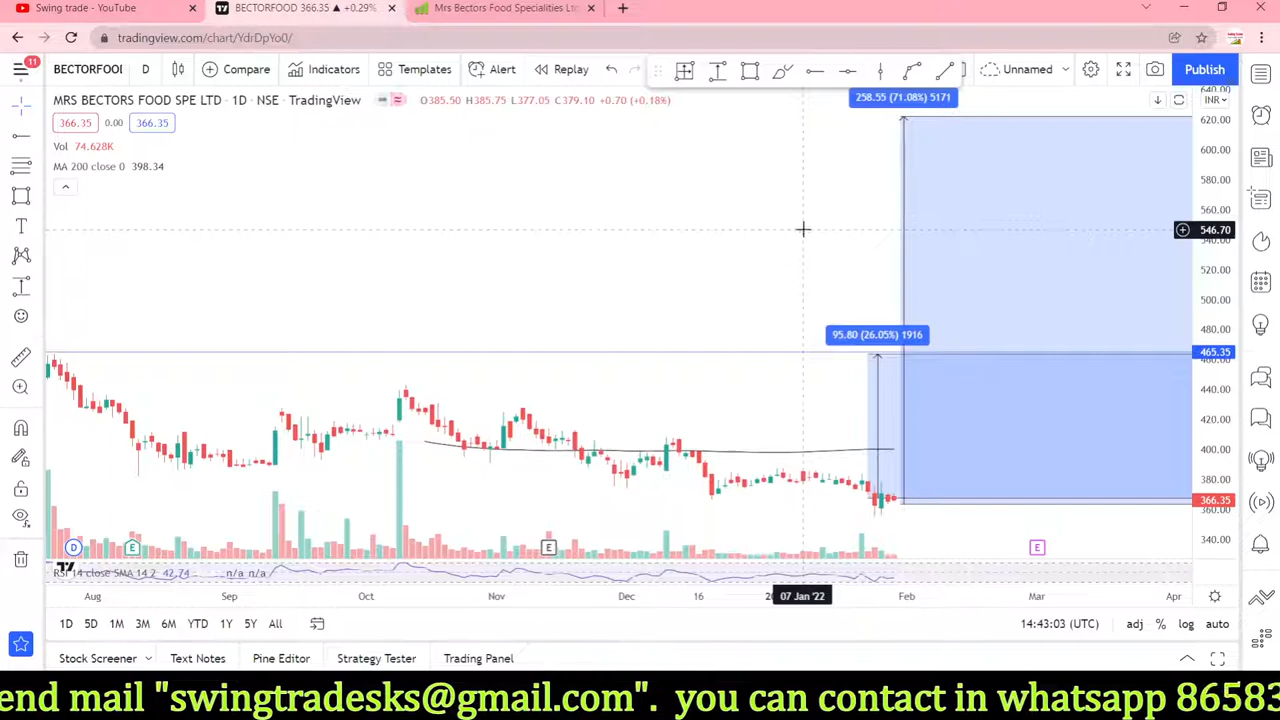 Swing trade - YouTube
BECTORFOOD 366.35 ▲ +0.29%
Mrs Bectors Food Specialities Ltd
tradingview.com/chart/YdrDpYo0/
11
BECTORFOOD
D
Compare
Indicators
Templates
Alert
Replay
Unnamed
Publish
MRS BECTORS FOOD SPE LTD · 1D · NSE · TradingView
O385.50 H385.75 L377.05 C379.10 +0.70 (+0.18%)
258.55 (71.08%) 5171
INR
366.35 0.00 366.35
Vol 74.628K
MA 200 close 0 398.34
640.00
620.00
600.00
580.00
560.00
546.70
540.00
520.00
500.00
480.00
95.80 (26.05%) 1916
465.35
460.00
440.00
420.00
400.00
380.00
366.35
360.00
340.00
D
E
E
E
RSI 14 close SMA 14 2 42.74 n/a n/a
Aug
Sep
Oct
Nov
Dec
16
07 Jan '22
Feb
Mar
Apr
1D
5D
1M
3M
6M
YTD
1Y
5Y
All
14:43:03 (UTC)
adj
%
log
auto
Stock Screener
Text Notes
Pine Editor
Strategy Tester
Trading Panel
end mail "swingtradesks@gmail.com". you can contact in whatsapp 86583